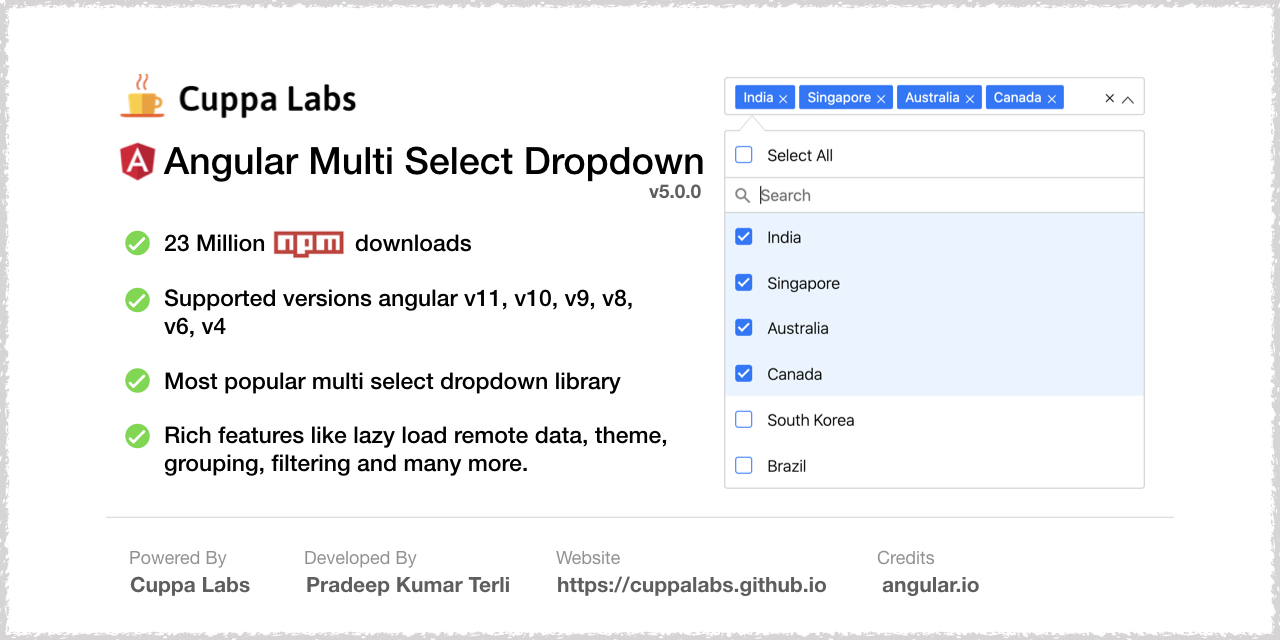 Cuppa Labs
Angular Multi Select Dropdown
v5.0.0
23 Million npm downloads
Supported versions angular v11, v10, v9, v8,
v6, v4
Most popular multi select dropdown library
Rich features like lazy load remote data, theme,
grouping, filtering and many more.
India × Singapore × Australia × Canada ×
Select All
Search
India
Singapore
Australia
Canada
South Korea
Brazil
Powered By
Cuppa Labs
Developed By
Pradeep Kumar Terli
Website
https://cuppalabs.github.io
Credits
angular.io